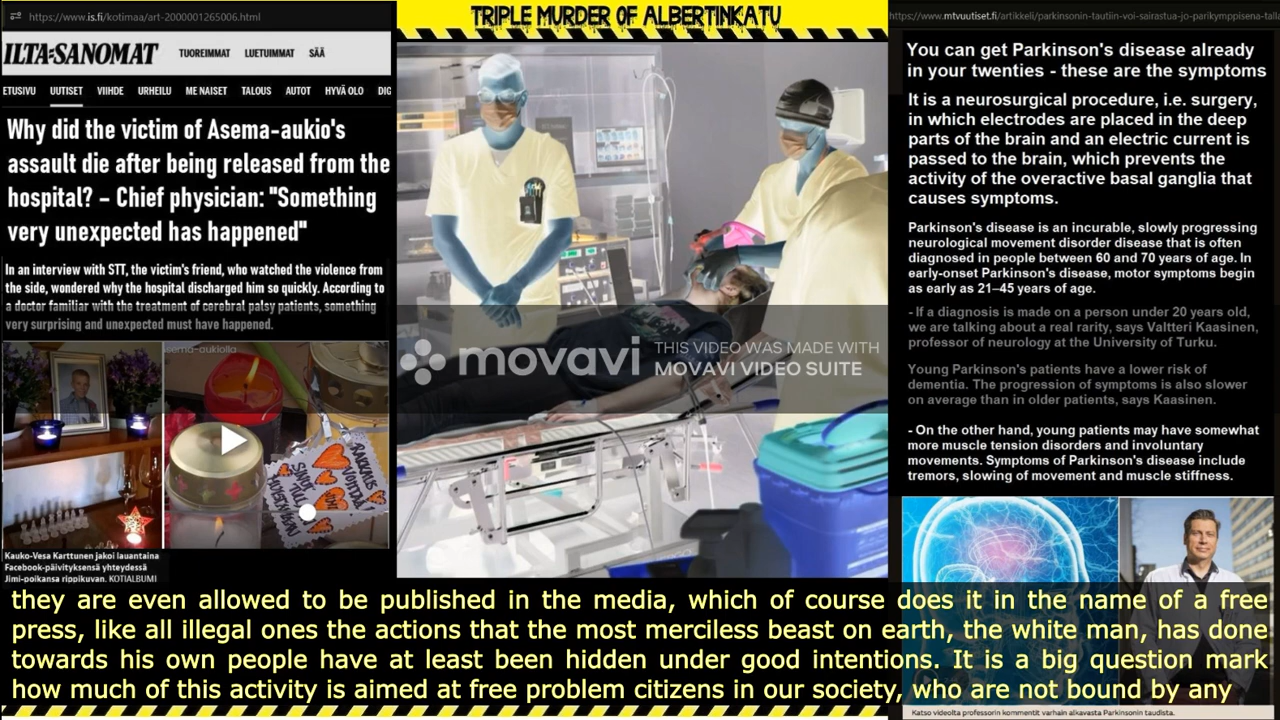 TRIPLE MURDER OF ALBERTINKATU
https://www.is.fi/kotimaa/art-2000001265006.html
ILTA-SANOMAT
TUOREIMMAT LUETUIMMAT SÄÄ
ETUSIVU UUTISET VIIHDE URHEILU ME NAISET TALOUS AUTOT HYVÄ OLO DIG
Why did the victim of Asema-aukio's
assault die after being released from the
hospital? – Chief physician: "Something
very unexpected has happened"
In an interview with STT, the victim's friend, who watched the violence from
the side, wondered why the hospital discharged him so quickly. According to
a doctor familiar with the treatment of cerebral palsy patients, something
very surprising and unexpected must have happened.
sema-aukiolla
RAKKAUS
VOITTAA
Kauko-Vesa Karttunen jakoi lauantaina
Facebook-päivityksensä yhteydessä
Jimi-poikansa rippikuvan. KOTIALBUMI
movavi
THIS VIDEO WAS MADE WITH
MOVAVI VIDEO SUITE
https://www.mtvuutiset.fi/artikkeli/parkinsonin-tautiin-voi-sairastua-jo-parikymppisena-tall
You can get Parkinson's disease already
in your twenties - these are the symptoms
It is a neurosurgical procedure, i.e. surgery,
in which electrodes are placed in the deep
parts of the brain and an electric current is
passed to the brain, which prevents the
activity of the overactive basal ganglia that
causes symptoms.
Parkinson's disease is an incurable, slowly progressing
neurological movement disorder disease that is often
diagnosed in people between 60 and 70 years of age. In
early-onset Parkinson's disease, motor symptoms begin
as early as 21–45 years of age.
- If a diagnosis is made on a person under 20 years old,
we are talking about a real rarity, says Valtteri Kaasinen,
professor of neurology at the University of Turku.
Young Parkinson's patients have a lower risk of
dementia. The progression of symptoms is also slower
on average than in older patients, says Kaasinen.
- On the other hand, young patients may have somewhat
more muscle tension disorders and involuntary
movements. Symptoms of Parkinson's disease include
tremors, slowing of movement and muscle stiffness.
they are even allowed to be published in the media, which of course does it in the name of a free
press, like all illegal ones the actions that the most merciless beast on earth, the white man, has done
towards his own people have at least been hidden under good intentions. It is a big question mark
how much of this activity is aimed at free problem citizens in our society, who are not bound by any
Katso videolta professorin kommentit varhain alkavasta Parkinsonin taudista.